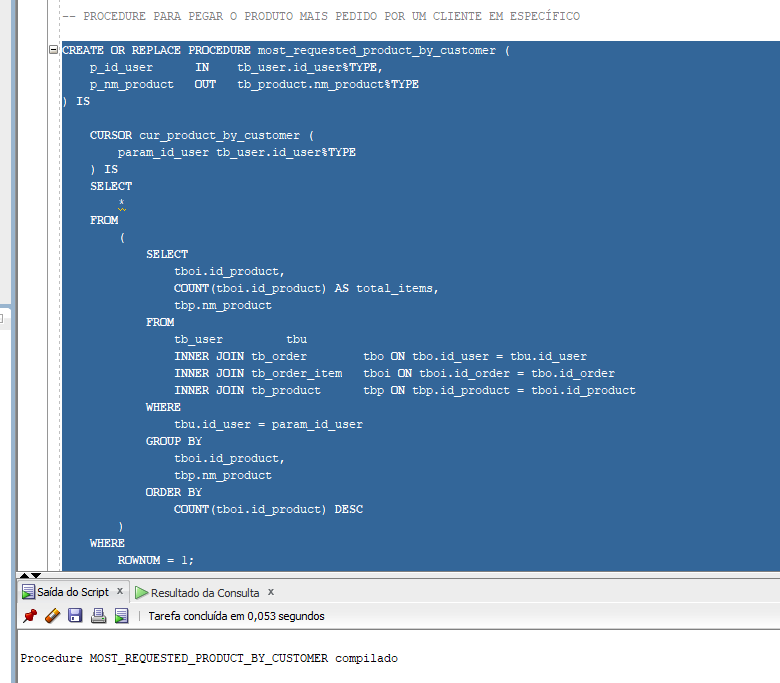 -- PROCEDURE PARA PEGAR O PRODUTO MAIS PEDIDO POR UM CLIENTE EM ESPECÍFICO
CREATE OR REPLACE PROCEDURE most_requested_product_by_customer (
p_id_user IN tb_user.id_user%TYPE,
p_nm_product OUT tb_product.nm_product%TYPE
) IS
CURSOR cur_product_by_customer (
param_id_user tb_user.id_user%TYPE
) IS
SELECT
*
FROM
(
SELECT
tboi.id_product,
COUNT(tboi.id_product) AS total_items,
tbp.nm_product
FROM
tb_user tbu
INNER JOIN tb_order tbo ON tbo.id_user = tbu.id_user
INNER JOIN tb_order_item tboi ON tboi.id_order = tbo.id_order
INNER JOIN tb_product tbp ON tbp.id_product = tboi.id_product
WHERE
tbu.id_user = param_id_user
GROUP BY
tboi.id_product,
tbp.nm_product
ORDER BY
COUNT(tboi.id_product) DESC
)
WHERE
ROWNUM = 1;
Saída do Script x Resultado da Consulta x
Tarefa concluída em 0,053 segundos
Procedure MOST_REQUESTED_PRODUCT_BY_CUSTOMER compilado